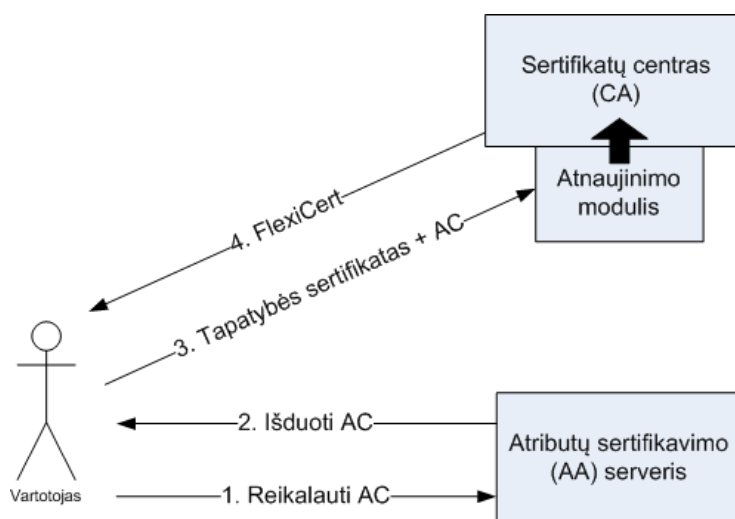 Sertifikatų centras
(CA)
Atnaujinimo
modulis
4. FlexiCert
3. Tapatybės sertifikatas + AC
2. Išduoti AC
Atributų sertifikavimo
(AA) serveris
1. Reikalauti AC
Vartotojas